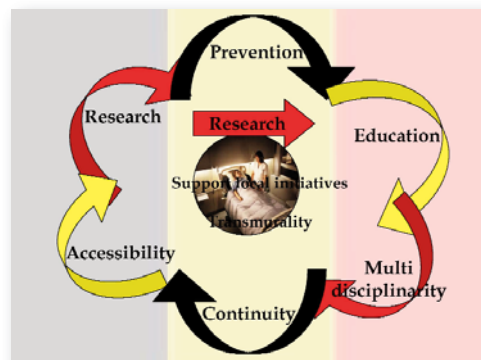 Prevention
Research
Research
Education
Support local initiatives
Transmurality
Accessibility
Multi
disciplinarity
Continuity